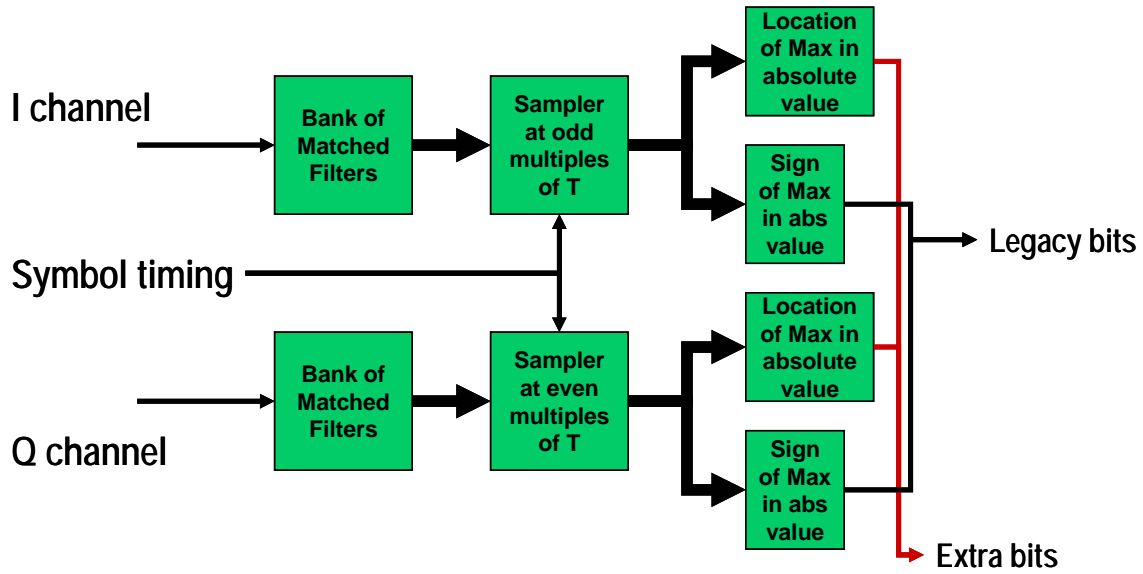 I channel
Bank of
Matched
Filters
Sampler
at odd
multiples
of T
Location
of Max in
absolute
value
Sign
of Max
in abs
value
Legacy bits
Symbol timing
Q channel
Bank of
Matched
Filters
Sampler
at even
multiples
of T
Location
of Max in
absolute
value
Sign
of Max
in abs
value
Extra bits